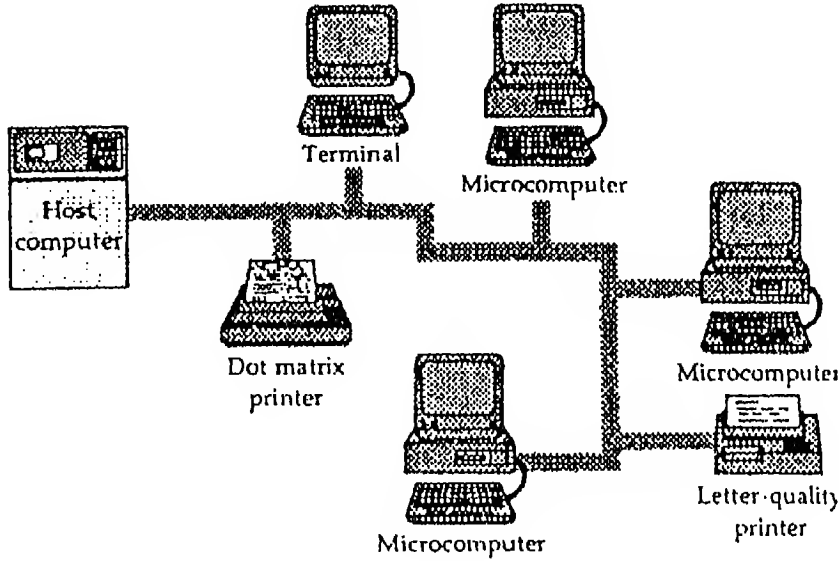 Terminal
Microcomputer
Host
computer
Dot matrix
printer
Microcomputer
Letter-quality
printer
Microcomputer